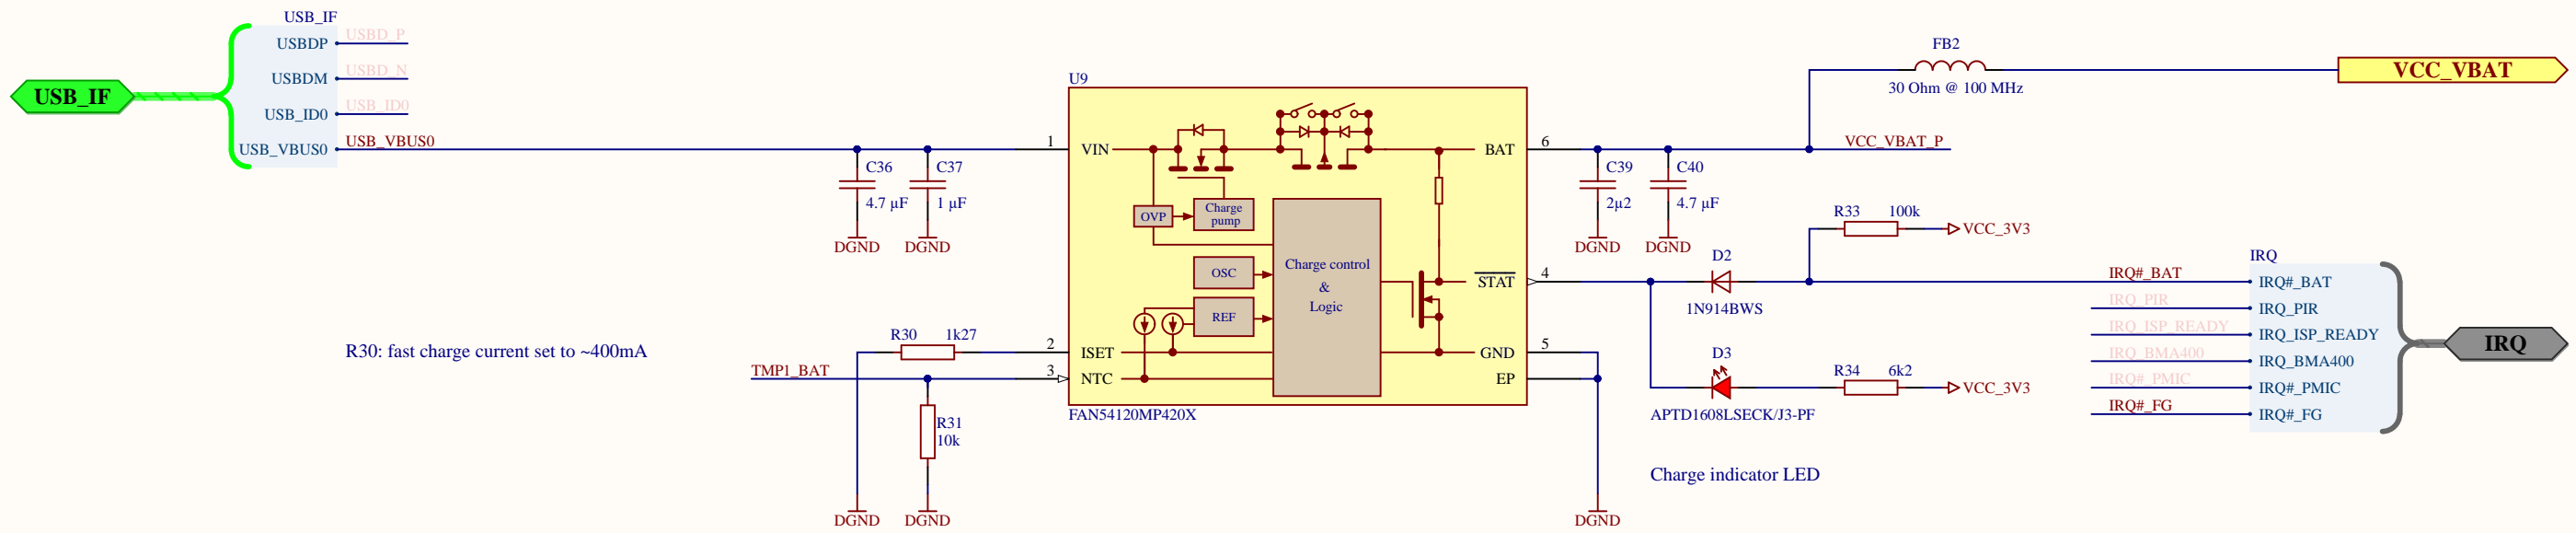 USB_IF
USB_IF
USBDP
USBD_P
USBDM
USBD_N
USB_ID0
USB_ID0
USB_VBUS0
USB_VBUS0
C36
4.7 µF
DGND
C37
1 µF
DGND
R30: fast charge current set to ~400mA
R30 1k27
TMP1_BAT
R31
10k
DGND
DGND
U9
1
VIN
2
ISET
3
NTC
OVP
Charge
pump
OSC
REF
Charge control
&
Logic
BAT
6
STAT
4
GND
5
EP
FAN54120MP420X
C39
2µ2
DGND
C40
4.7 µF
DGND
DGND
FB2
30 Ohm @ 100 MHz
VCC_VBAT
VCC_VBAT_P
R33 100k
VCC_3V3
D2
1N914BWS
D3
APTD1608LSECK/J3-PF
R34 6k2
VCC_3V3
Charge indicator LED
IRQ
IRQ#_BAT
IRQ#_BAT
IRQ_PIR
IRQ_PIR
IRQ_ISP_READY
IRQ_ISP_READY
IRQ_BMA400
IRQ_BMA400
IRQ#_PMIC
IRQ#_PMIC
IRQ#_FG
IRQ#_FG
IRQ